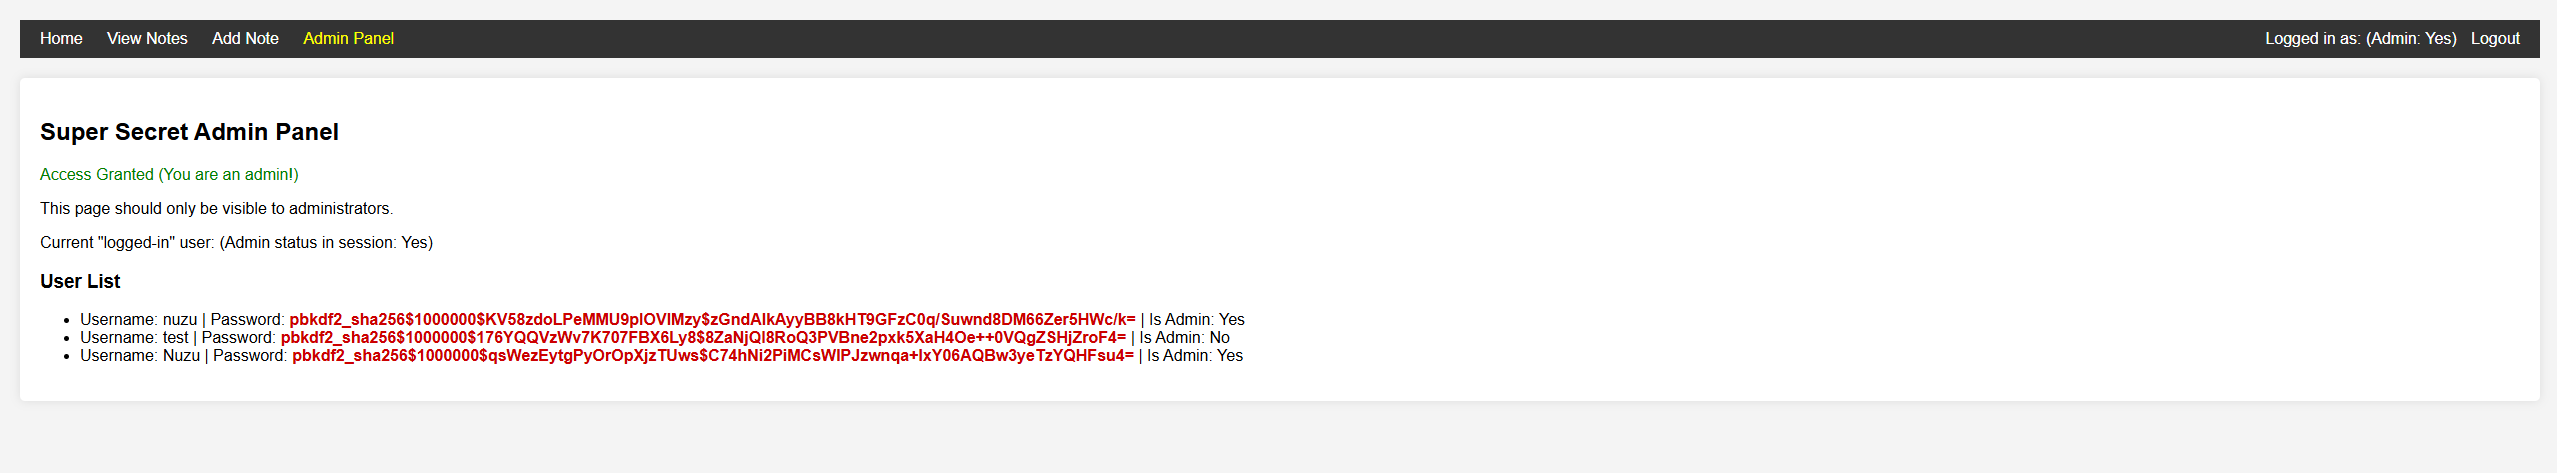 Home View Notes Add Note Admin Panel Logged in as: (Admin: Yes) Logout
Super Secret Admin Panel
Access Granted (You are an admin!)
This page should only be visible to administrators.
Current "logged-in" user: (Admin status in session: Yes)
User List
• Username: nuzu | Password: pbkdf2_sha256$1000000$KV58zdoLPeMMU9plOVIMzy$zGndAlkAyyBB8kHT9GFzC0q/Suwnd8DM66Zer5HWc/k= | Is Admin: Yes
• Username: test | Password: pbkdf2_sha256$1000000$176YQQVzWv7K707FBX6Ly8$8ZaNjQl8RoQ3PVBne2pxk5XaH4Oe++0VQgZSHjZroF4= | Is Admin: No
• Username: Nuzu | Password: pbkdf2_sha256$1000000$qsWezEytgPyOrOpXjzTUws$C74hNi2PiMCsWIPJzwnqa+lxY06AQBw3yeTzYQHFsu4= | Is Admin: Yes